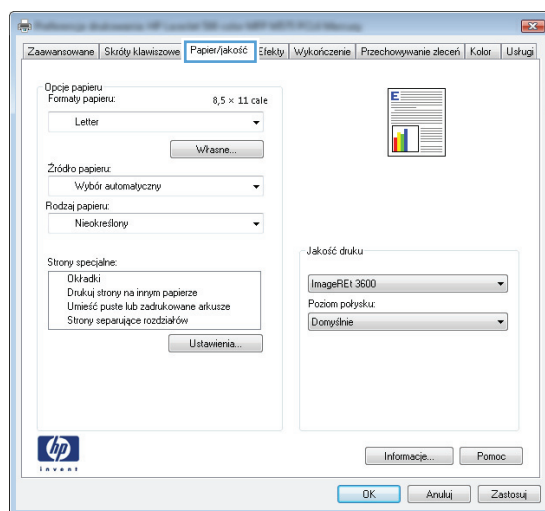 Zaawansowane Skróty klawiszowe Papier/jakość Efekty Wykończenie Przechowywanie zleceń Kolor Usługi
Opcje papieru
Formaty papieru: 8,5 × 11 cale
Letter
Własne...
Źródło papieru:
Wybór automatyczny
Rodzaj papieru:
Nieokreślony
Strony specjalne:
Okładki
Drukuj strony na innym papierze
Umieść puste lub zadrukowane arkusze
Strony separujące rozdziałów
Ustawienia...
E
Jakość druku
ImageREt 3600
Poziom połysku:
Domyślnie
hp
invent
Informacje... Pomoc
OK Anuluj Zastosuj